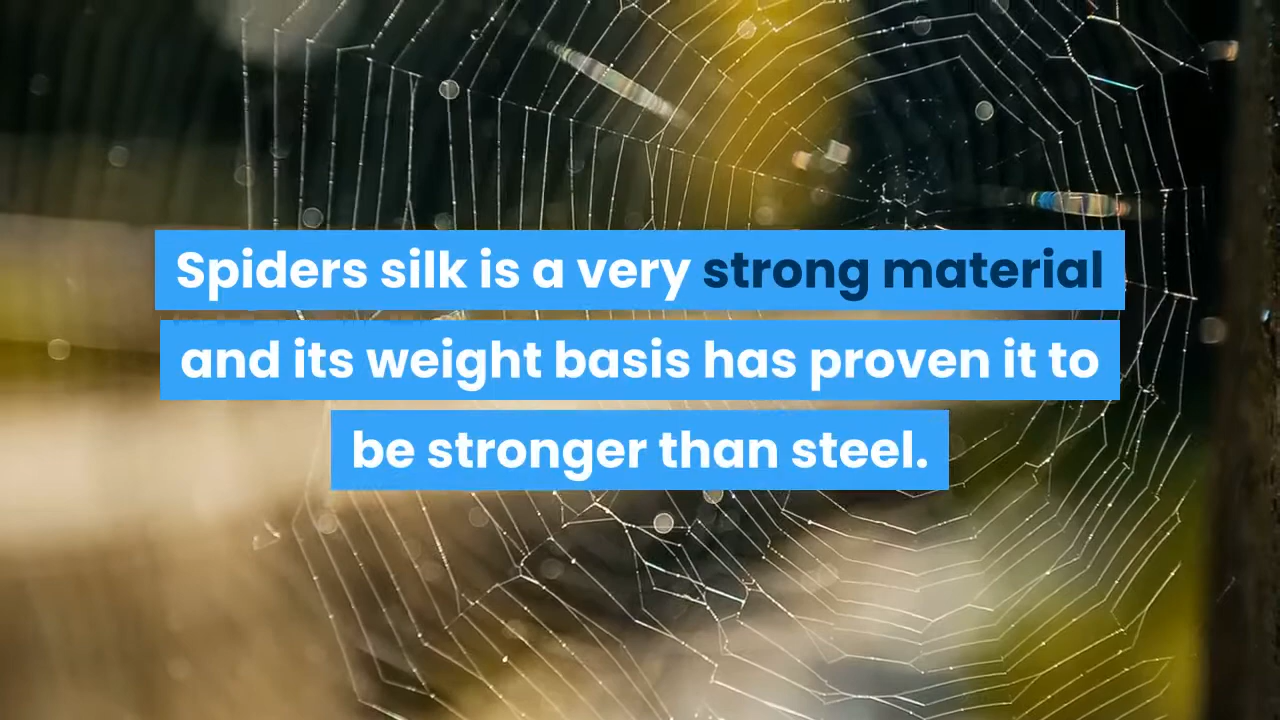 Spiders silk is a very strong material
and its weight basis has proven it to
be stronger than steel.